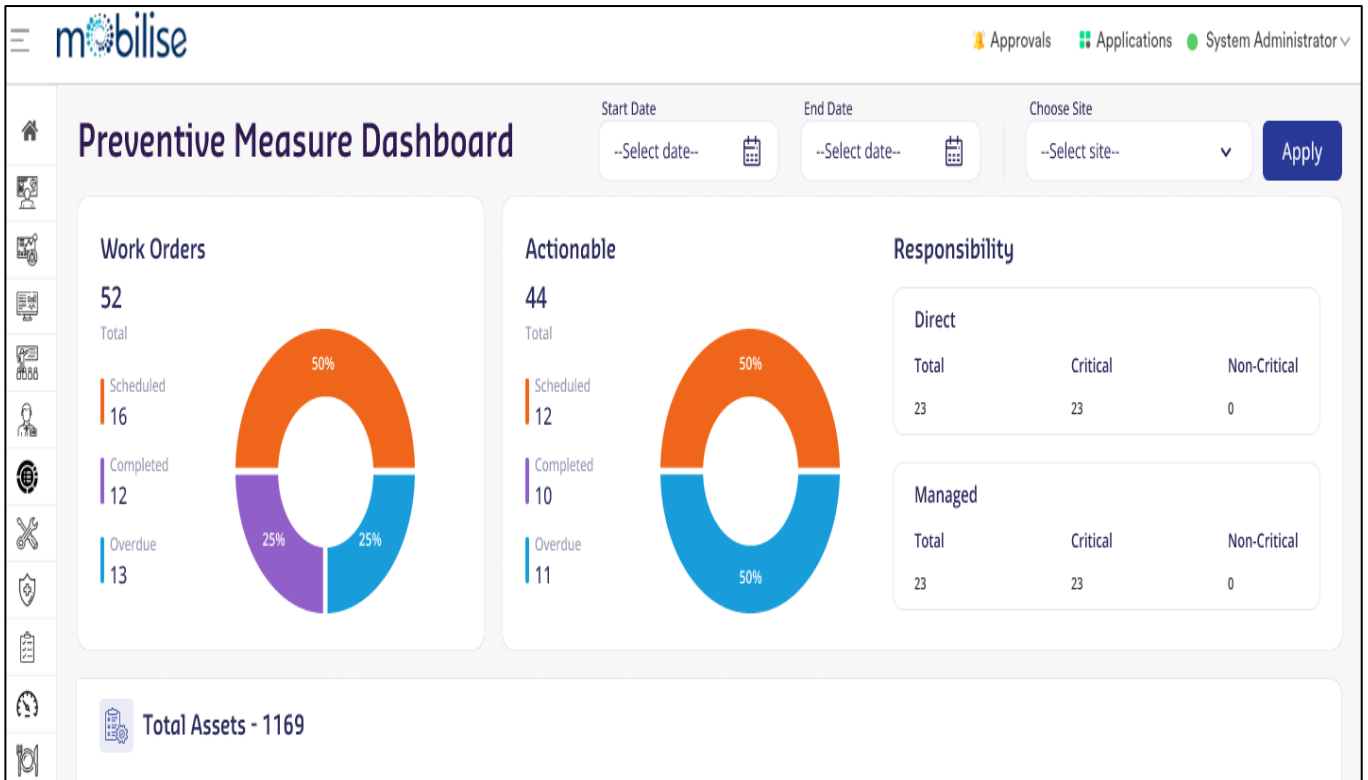 mobilise
Approvals
Applications
System Administrator
Preventive Measure Dashboard
Start Date
--Select date--
End Date
--Select date--
Choose Site
--Select site--
Apply
Work Orders
52
Total
Scheduled
16
Completed
12
Overdue
13
50%
25%
25%
Actionable
44
Total
Scheduled
12
Completed
10
Overdue
11
50%
50%
Responsibility
Direct
Total Critical Non-Critical
23 23 0
Managed
Total Critical Non-Critical
23 23 0
Total Assets - 1169